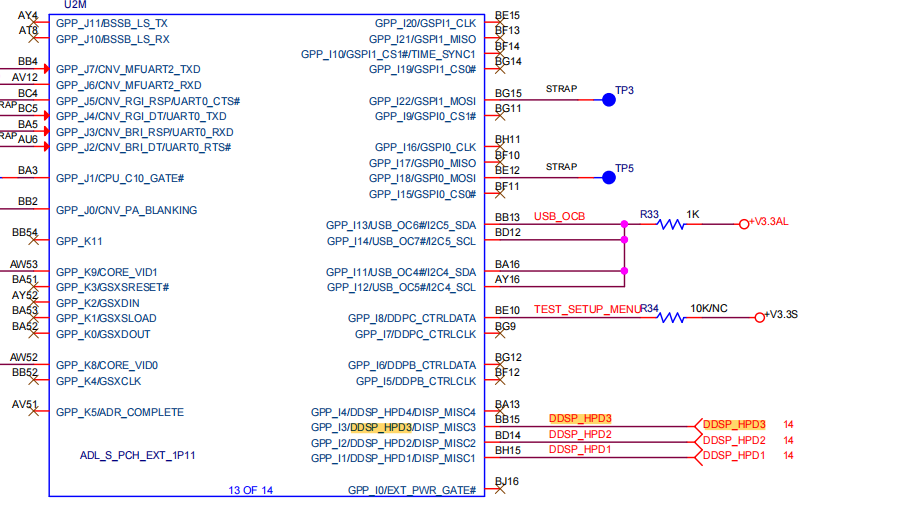 U2M
AY4 GPP_J11/BSSB_LS_TX GPP_I20/GSPI1_CLK BE15
AT8 GPP_J10/BSSB_LS_RX GPP_I21/GSPI1_MISO BF13
GPP_I10/GSPI1_CS1#/TIME_SYNC1 BF14
BB4 GPP_J7/CNV_MFUART2_TXD GPP_I19/GSPI1_CS0# BG14
AV12 GPP_J6/CNV_MFUART2_RXD
BC4 GPP_J5/CNV_RGI_RSP/UART0_CTS# GPP_I22/GSPI1_MOSI BG15 STRAP TP3
RAP BC5 GPP_J4/CNV_RGI_DT/UART0_TXD GPP_I9/GSPI0_CS1# BG11
BA5 GPP_J3/CNV_BRI_RSP/UART0_RXD
RAP AU6 GPP_J2/CNV_BRI_DT/UART0_RTS# GPP_I16/GSPI0_CLK BH11
GPP_I17/GSPI0_MISO BF10
BA3 GPP_J1/CPU_C10_GATE# GPP_I18/GSPI0_MOSI BE12 STRAP TP5
GPP_I15/GSPI0_CS0# BF11
BB2 GPP_J0/CNV_PA_BLANKING
GPP_I13/USB_OC6#/I2C5_SDA BB13 USB_OCB R33 1K +V3.3AL
BB54 GPP_K11 GPP_I14/USB_OC7#/I2C5_SCL BD12
AW53 GPP_K9/CORE_VID1 GPP_I11/USB_OC4#/I2C4_SDA BA16
BA51 GPP_K3/GSXSRESET# GPP_I12/USB_OC5#/I2C4_SCL AY16
AY52 GPP_K2/GSXDIN
BA53 GPP_K1/GSXSLOAD GPP_I8/DDPC_CTRLDATA BE10 TEST_SETUP_MENU R34 10K/NC +V3.3S
BA52 GPP_K0/GSXDOUT GPP_I7/DDPC_CTRLCLK BG9
AW52 GPP_K8/CORE_VID0 GPP_I6/DDPB_CTRLDATA BG12
BB52 GPP_K4/GSXCLK GPP_I5/DDPB_CTRLCLK BF12
AV51 GPP_K5/ADR_COMPLETE GPP_I4/DDSP_HPD4/DISP_MISC4 BA13
GPP_I3/DDSP_HPD3/DISP_MISC3 BB15 DDSP_HPD3 DDSP_HPD3 14
GPP_I2/DDSP_HPD2/DISP_MISC2 BD14 DDSP_HPD2 DDSP_HPD2 14
ADL_S_PCH_EXT_1P11 GPP_I1/DDSP_HPD1/DISP_MISC1 BH15 DDSP_HPD1 DDSP_HPD1 14
13 OF 14 GPP_I0/EXT_PWR_GATE# BJ16